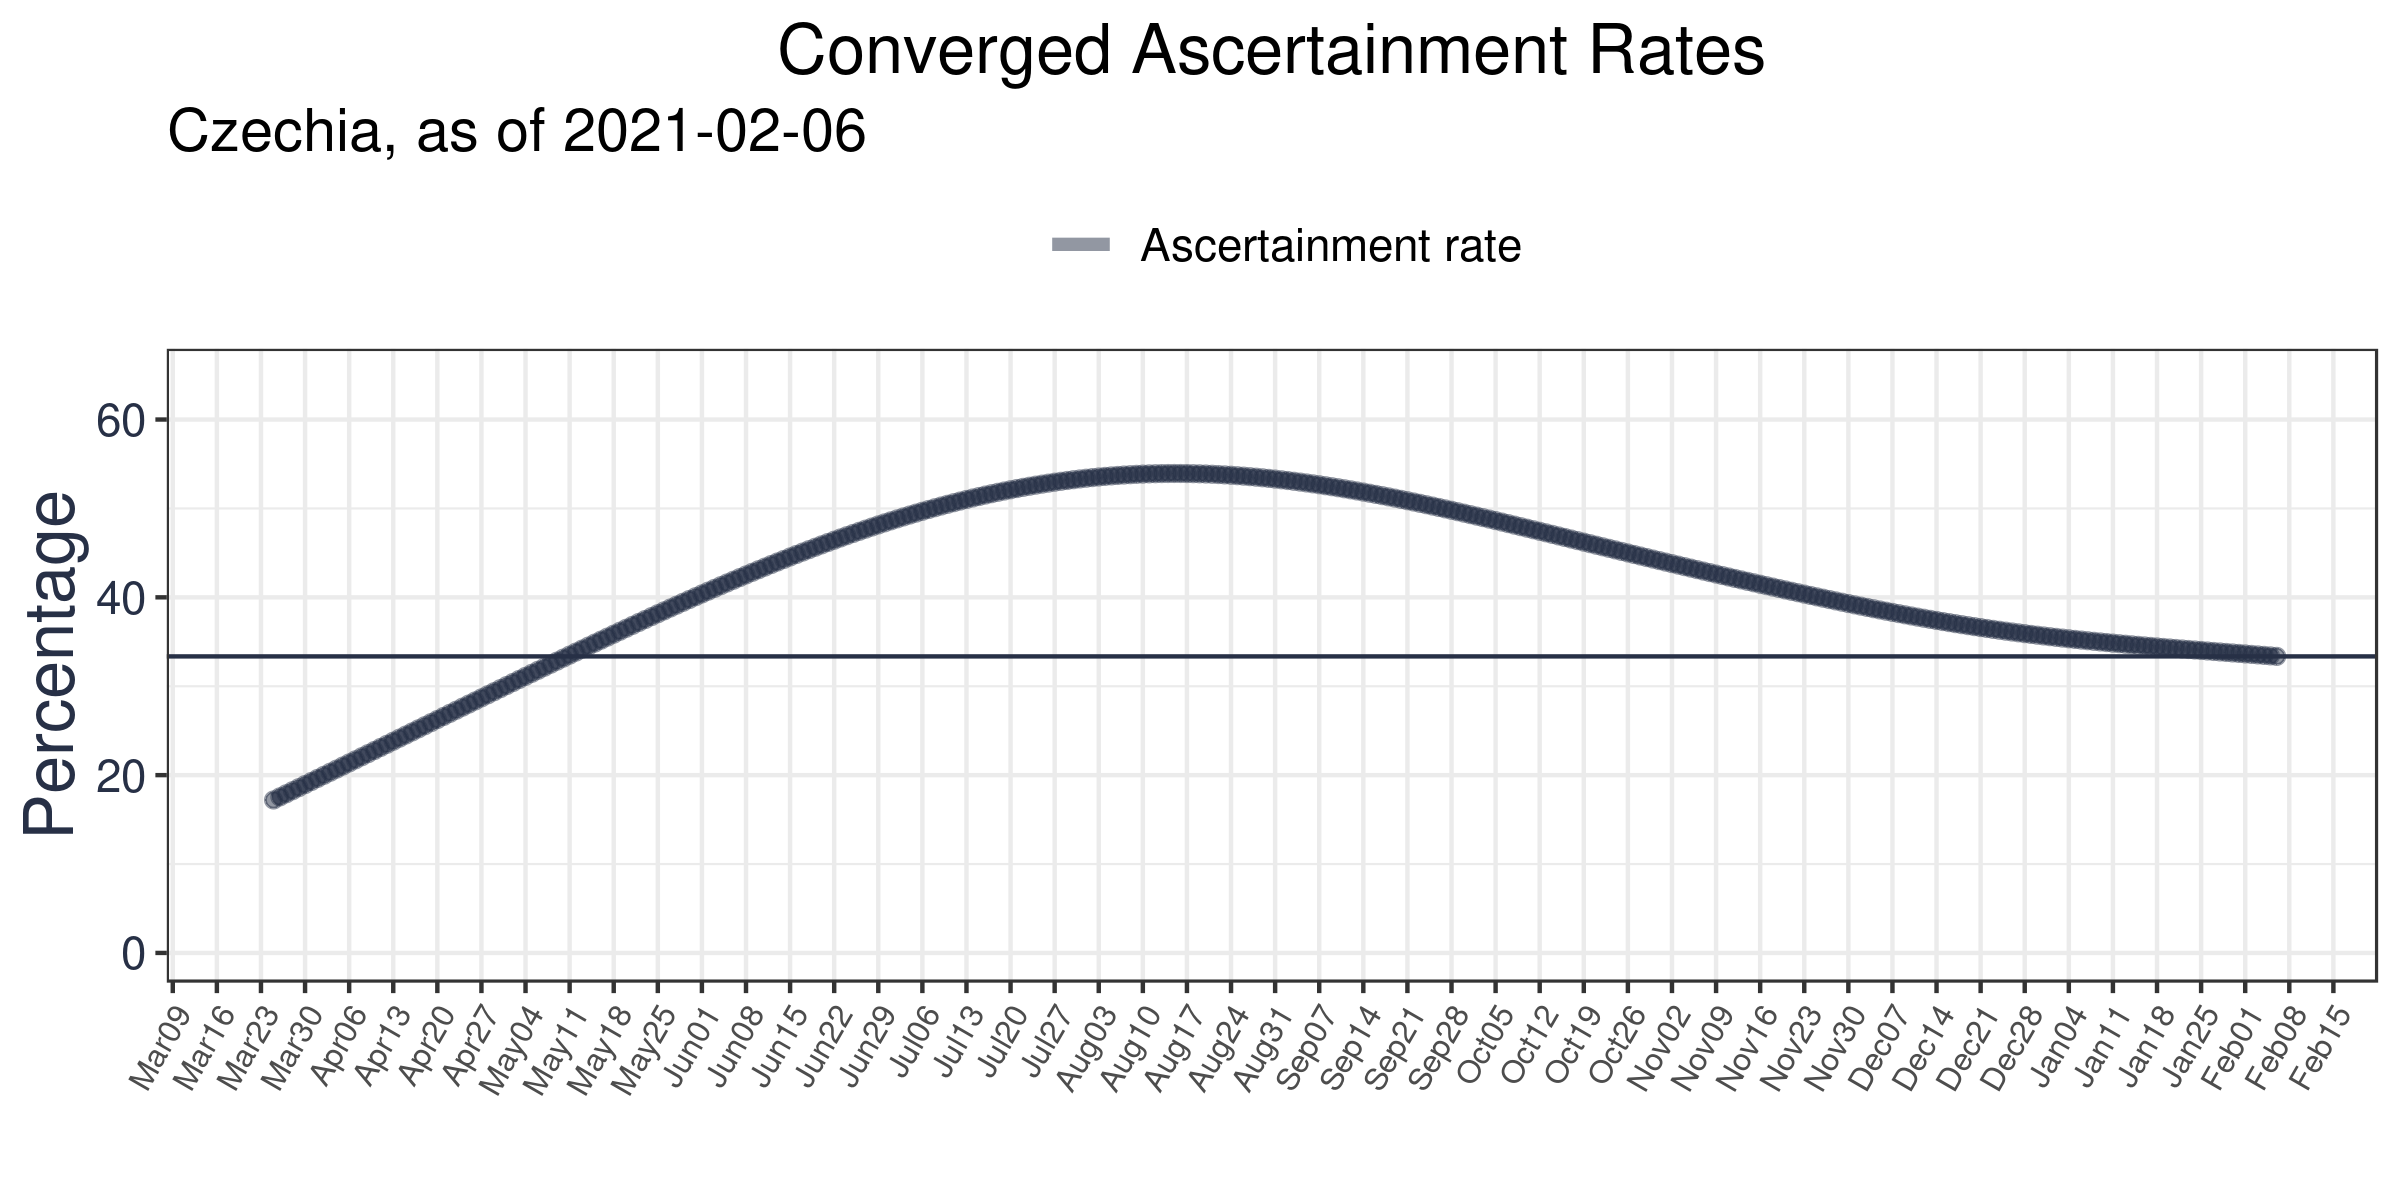 Converged Ascertainment Rates
Czechia, as of 2021-02-06
Ascertainment rate
Percentage
60
40
20
0
Mar09 Mar16 Mar23 Mar30 Apr06 Apr13 Apr20 Apr27 May04 May11 May18 May25 Jun01 Jun08 Jun15 Jun22 Jun29 Jul06 Jul13 Jul20 Jul27 Aug03 Aug10 Aug17 Aug24 Aug31 Sep07 Sep14 Sep21 Sep28 Oct05 Oct12 Oct19 Oct26 Nov02 Nov09 Nov16 Nov23 Nov30 Dec07 Dec14 Dec21 Dec28 Jan04 Jan11 Jan18 Jan25 Feb01 Feb08 Feb15